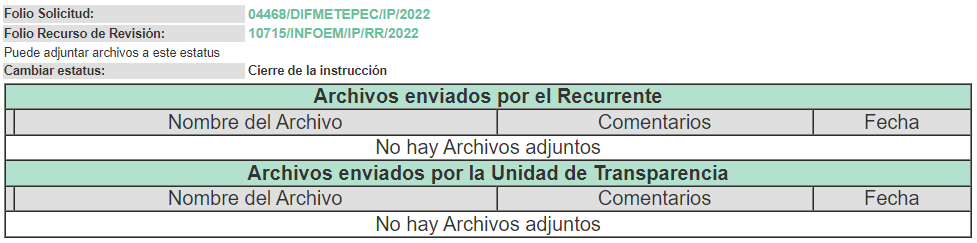 Folio Solicitud: 04468/DIFMETEPEC/IP/2022
Folio Recurso de Revisión: 10715/INFOEM/IP/RR/2022
Puede adjuntar archivos a este estatus
Cambiar estatus: Cierre de la instrucción
Archivos enviados por el Recurrente
Nombre del Archivo Comentarios Fecha
No hay Archivos adjuntos
Archivos enviados por la Unidad de Transparencia
Nombre del Archivo Comentarios Fecha
No hay Archivos adjuntos